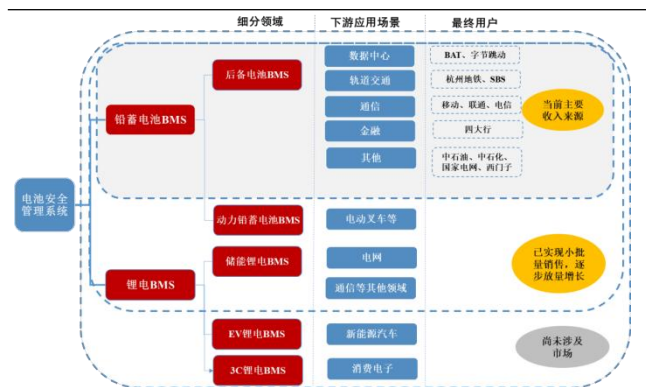 细分领域
下游应用场景
最终用户
数据中心
BAT、字节跳动
后备电池BMS
轨道交通
杭州地铁、SBS
通信
移动、联通、电信
当前主要
收入来源
铅蓄电池BMS
金融
四大行
其他
中石油、中石化、
国家电网、西门子
电池安全
管理系统
动力铅蓄电池BMS
电动叉车等
储能锂电BMS
电网
已实现小批
量销售，逐
步放量增长
锂电BMS
通信等其他领域
EV锂电BMS
新能源汽车
尚未涉及
市场
3C锂电BMS
消费电子